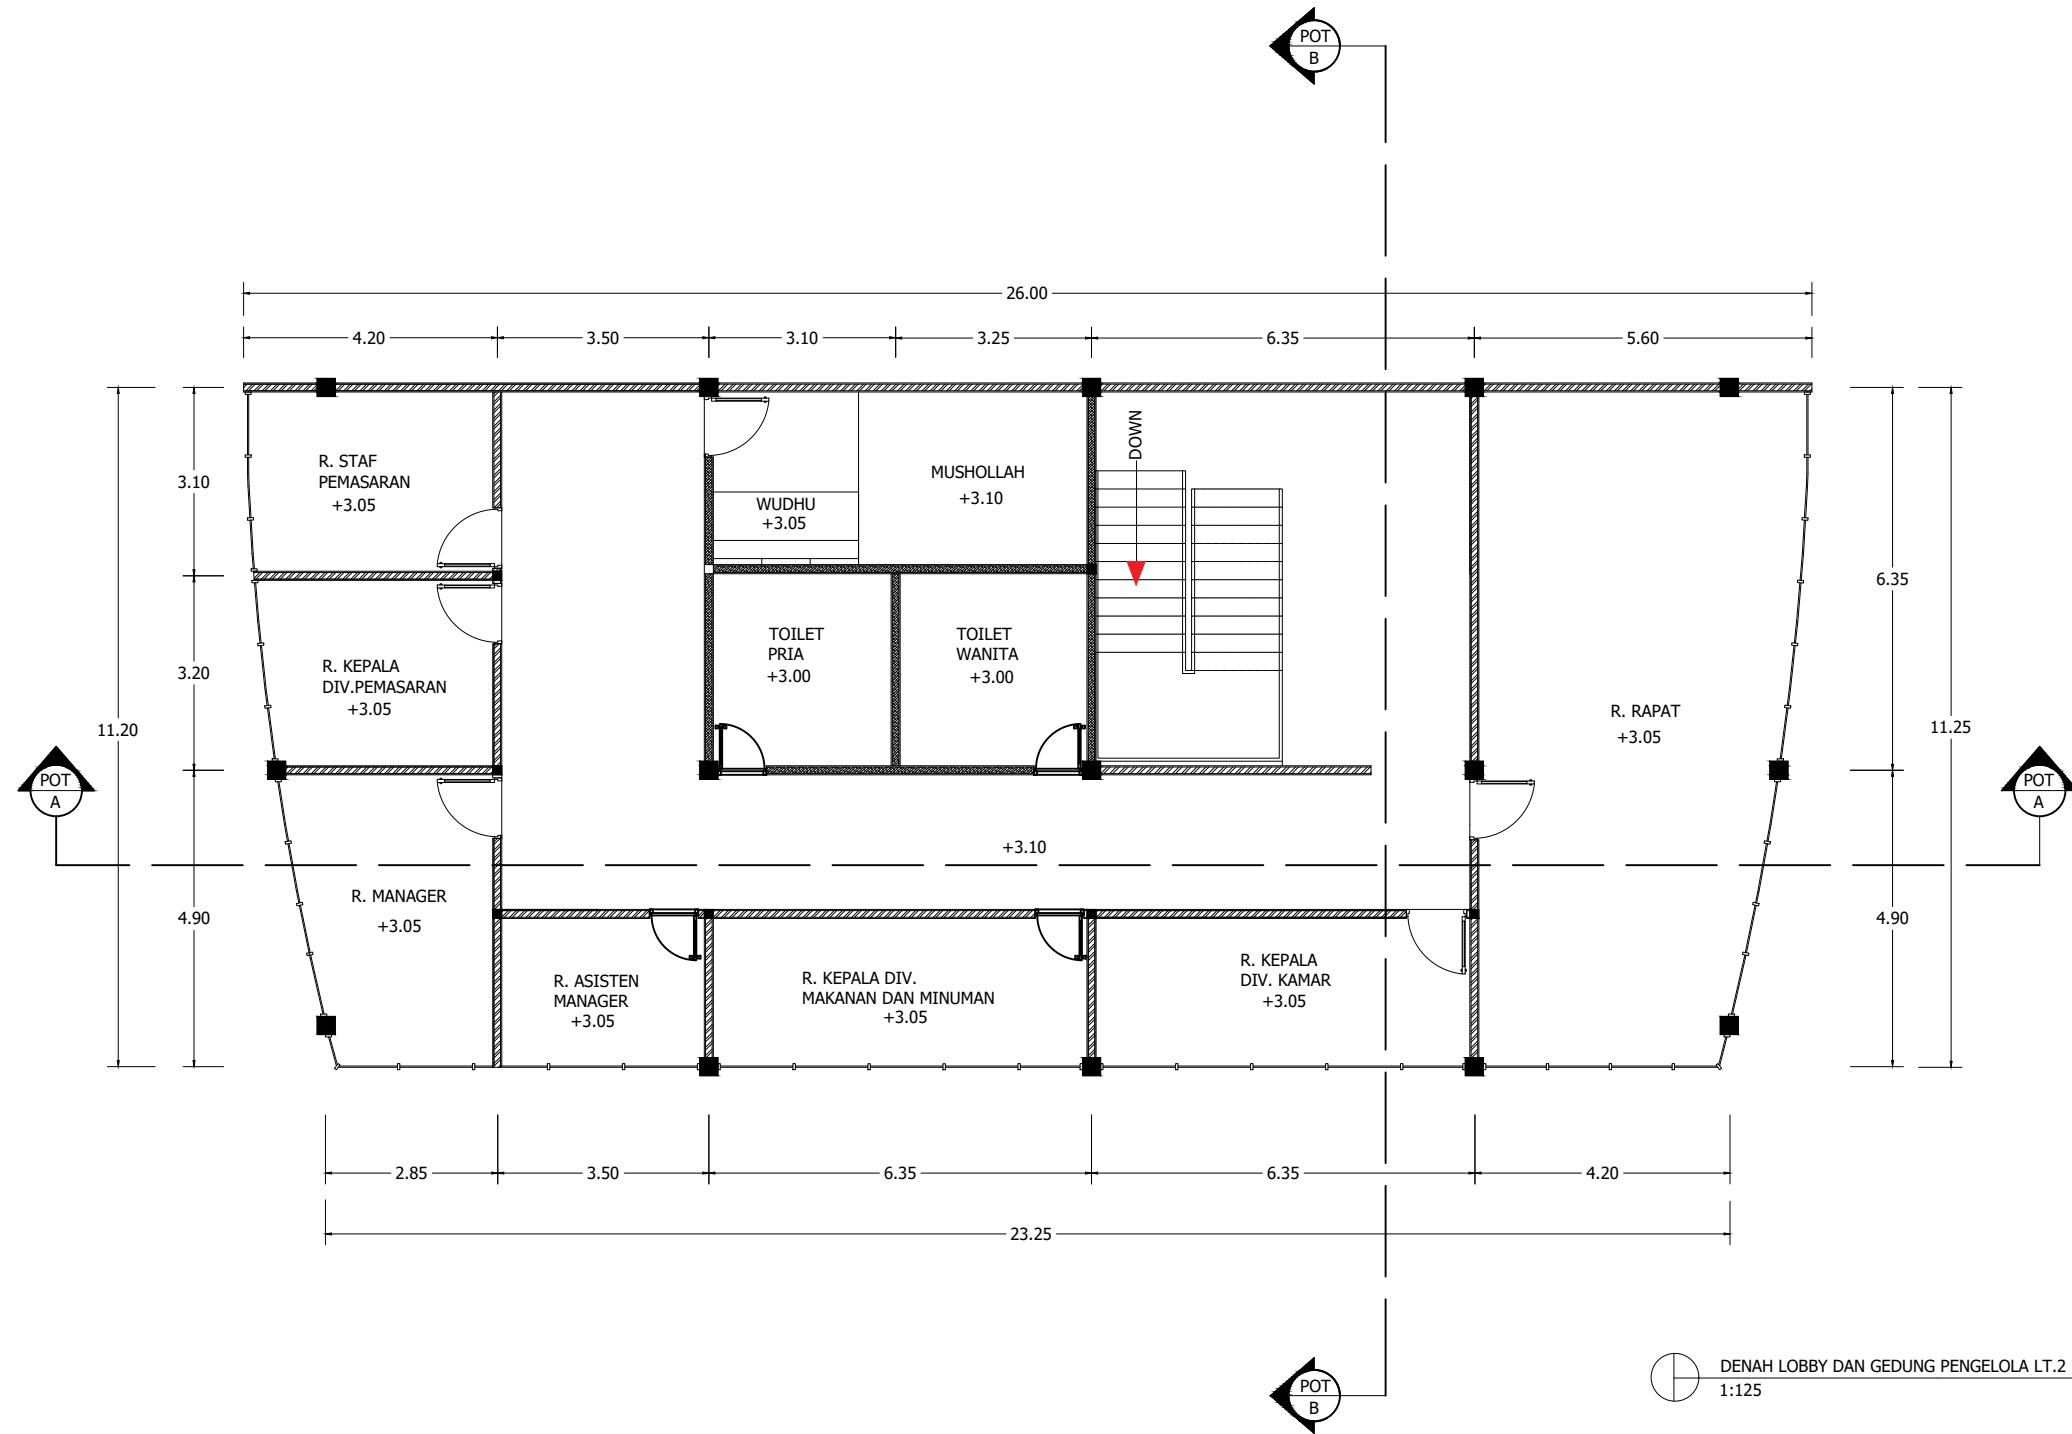 POT
B
26.00
4.20
3.50
3.10
3.25
6.35
5.60
DOWN
R. STAF
PEMASARAN
+3.05
MUSHOLLAH
+3.10
WUDHU
+3.05
3.10
6.35
TOILET
PRIA
+3.00
TOILET
WANITA
+3.00
R. KEPALA
DIV.PEMASARAN
+3.05
3.20
R. RAPAT
+3.05
11.20
11.25
POT
A
POT
A
+3.10
R. MANAGER
+3.05
4.90
4.90
R. ASISTEN
MANAGER
+3.05
R. KEPALA DIV.
MAKANAN DAN MINUMAN
+3.05
R. KEPALA
DIV. KAMAR
+3.05
2.85
3.50
6.35
6.35
4.20
23.25
POT
B
DENAH LOBBY DAN GEDUNG PENGELOLA LT.2
1:125